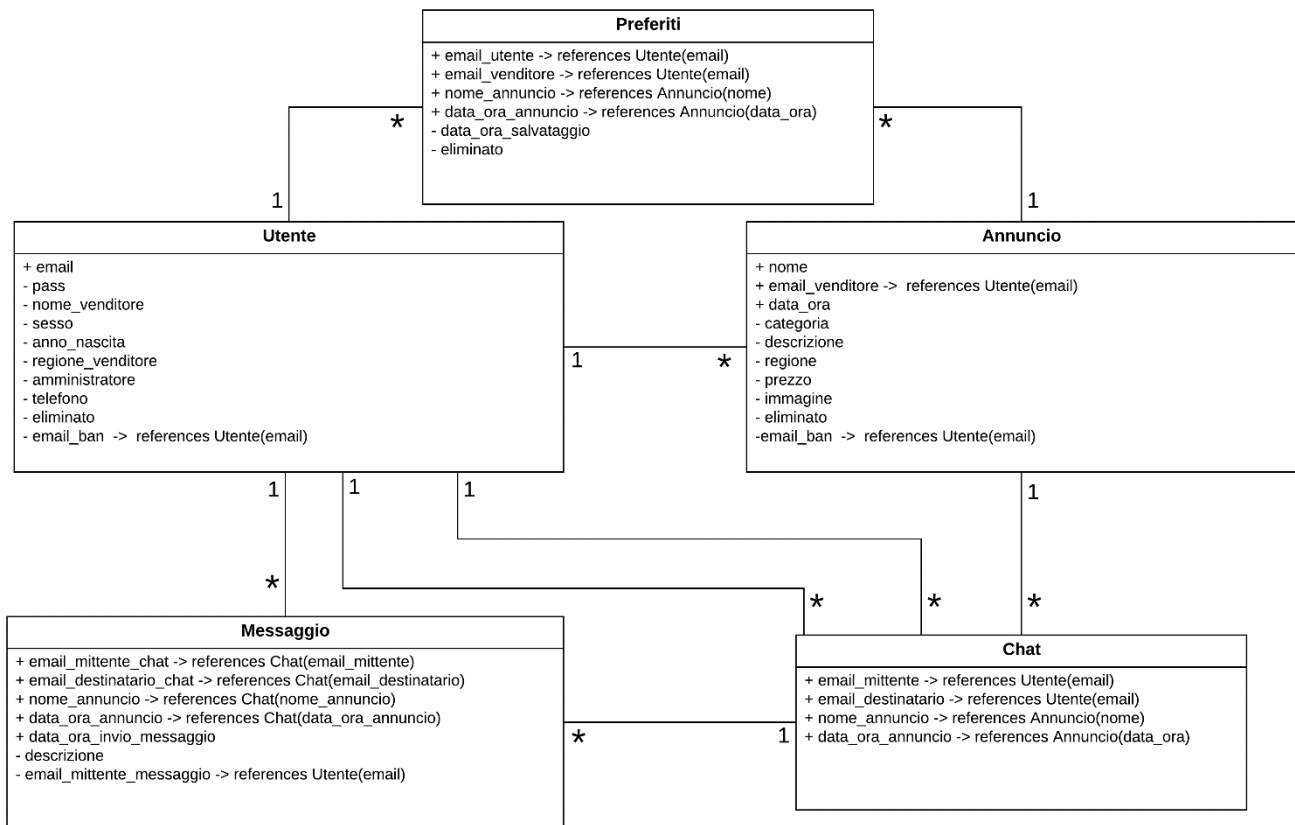 Preferiti
+ email_utente -> references Utente(email)
+ email_venditore -> references Utente(email)
+ nome_annuncio -> references Annuncio(nome)
+ data_ora_annuncio -> references Annuncio(data_ora)
- data_ora_salvataggio
- eliminato
*
*
1
1
Utente
+ email
- pass
- nome_venditore
- sesso
- anno_nascita
- regione_venditore
- amministratore
- telefono
- eliminato
- email_ban -> references Utente(email)
1
*
Annuncio
+ nome
+ email_venditore -> references Utente(email)
+ data_ora
- categoria
- descrizione
- regione
- prezzo
- immagine
- eliminato
-email_ban -> references Utente(email)
1
1
1
1
*
*
*
*
Messaggio
+ email_mittente_chat -> references Chat(email_mittente)
+ email_destinatario_chat -> references Chat(email_destinatario)
+ nome_annuncio -> references Chat(nome_annuncio)
+ data_ora_annuncio -> references Chat(data_ora_annuncio)
+ data_ora_invio_messaggio
- descrizione
- email_mittente_messaggio -> references Utente(email)
*
1
Chat
+ email_mittente -> references Utente(email)
+ email_destinatario -> references Utente(email)
+ nome_annuncio -> references Annuncio(nome)
+ data_ora_annuncio -> references Annuncio(data_ora)